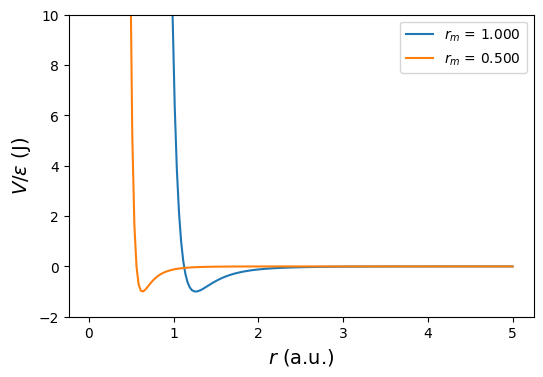 10
8
6
4
2
0
−2
V/ε (J)
r_m = 1.000
r_m = 0.500
0 1 2 3 4 5
r (a.u.)